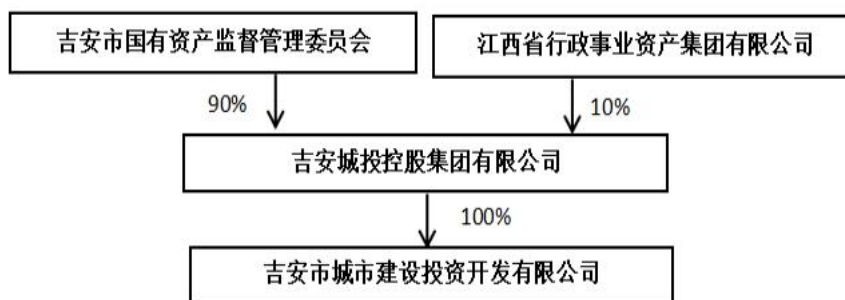 吉安市国有资产监督管理委员会
江西省行政事业资产集团有限公司
90%
10%
吉安城投控股集团有限公司
100%
吉安市城市建设投资开发有限公司